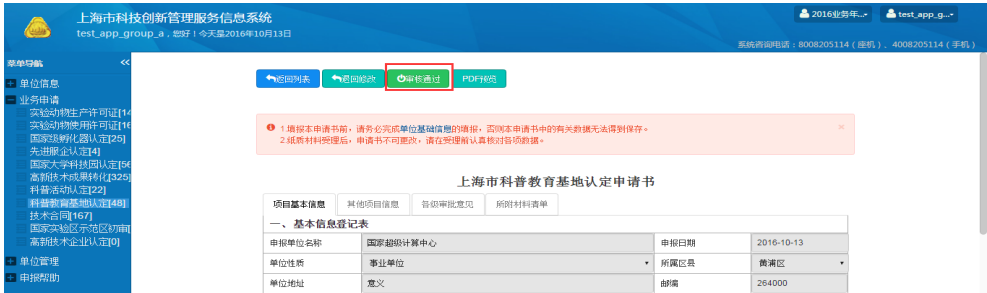 上海市科技创新管理服务信息系统
test_app_group_a，您好！今天是2016年10月13日
2016业务年...
test_app_g...
系统咨询电话：8008205114（座机）、4008205114（手机）
菜单导航
返回列表 退回修改 审核通过 PDF预览
单位信息
业务申请
实验动物生产许可证[14
实验动物使用许可证[16
国家级孵化器认定[25]
先进服企认定[4]
国家大学科技园认定[56
高新技术成果转化[325]
科普活动认定[22]
科普教育基地认定[48]
技术合同[167]
国家实验区示范区初审[
高新技术企业认定[0]
单位管理
申报帮助
1.填报本申请书前，请务必完成单位基础信息的填报，否则本申请书中的有关数据无法得到保存。
2.纸质材料受理后，申请书不可更改，请在受理前认真核对各项数据。
上海市科普教育基地认定申请书
项目基本信息 其他项目信息 各级审批意见 所附材料清单
一、基本信息登记表
申报单位名称 国家超级计算中心 申报日期 2016-10-13
单位性质 事业单位 所属区县 黄浦区
单位地址 意义 邮编 264000